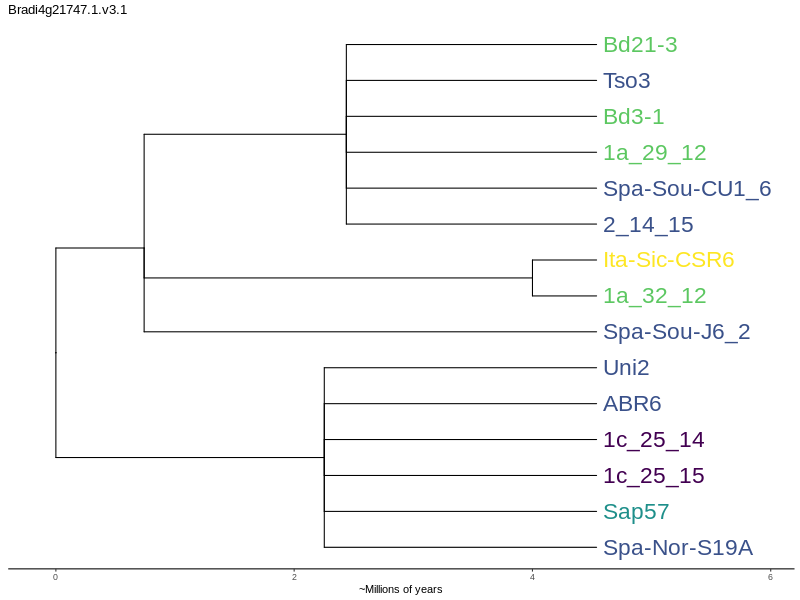 Bradi4g21747.1.v3.1
Bd21-3
Tso3
Bd3-1
1a_29_12
Spa-Sou-CU1_6
2_14_15
Ita-Sic-CSR6
1a_32_12
Spa-Sou-J6_2
Uni2
ABR6
1c_25_14
1c_25_15
Sap57
Spa-Nor-S19A
0 2 4 6
~Millions of years